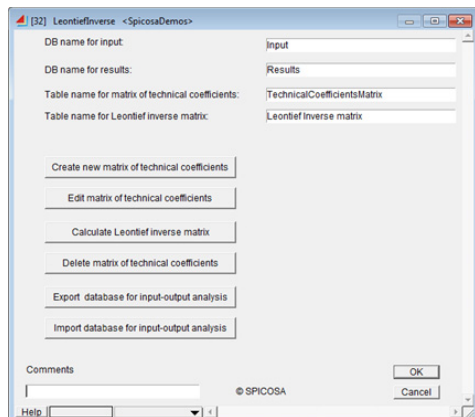 [32] LeontiefInverse <SpicosaDemos>
DB name for input: Input
DB name for results: Results
Table name for matrix of technical coefficients: TechnicalCoefficientsMatrix
Table name for Leontief inverse matrix: Leontief Inverse matrix
Create new matrix of technical coefficients
Edit matrix of technical coefficients
Calculate Leontief inverse matrix
Delete matrix of technical coefficients
Export database for input-output analysis
Import database for input-output analysis
Comments
OK
© SPICOSA
Cancel
Help